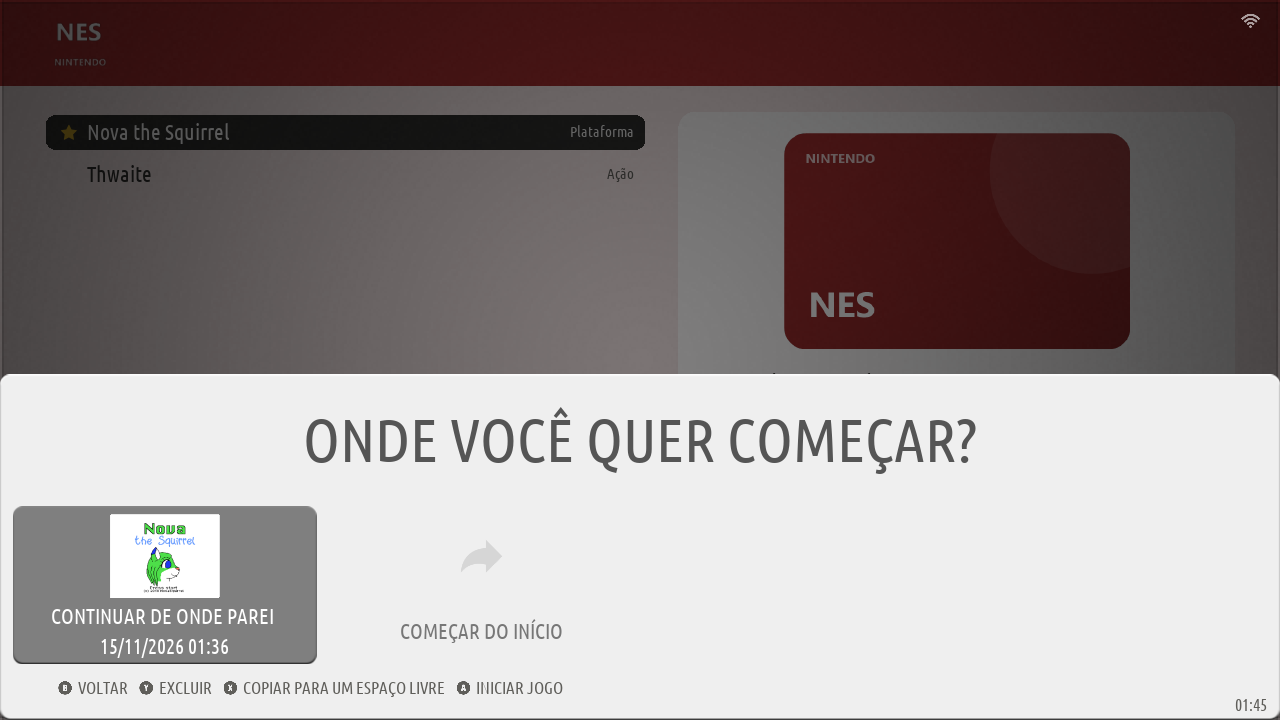 NES
NINTENDO
Nova the Squirrel
Plataforma
Thwaite
Ação
NINTENDO
NES
ONDE VOCÊ QUER COMEÇAR?
Nova
the Squirrel
Press start
CONTINUAR DE ONDE PAREI
15/11/2026 01:36
COMEÇAR DO INÍCIO
B VOLTAR Y EXCLUIR X COPIAR PARA UM ESPAÇO LIVRE A INICIAR JOGO
01:45